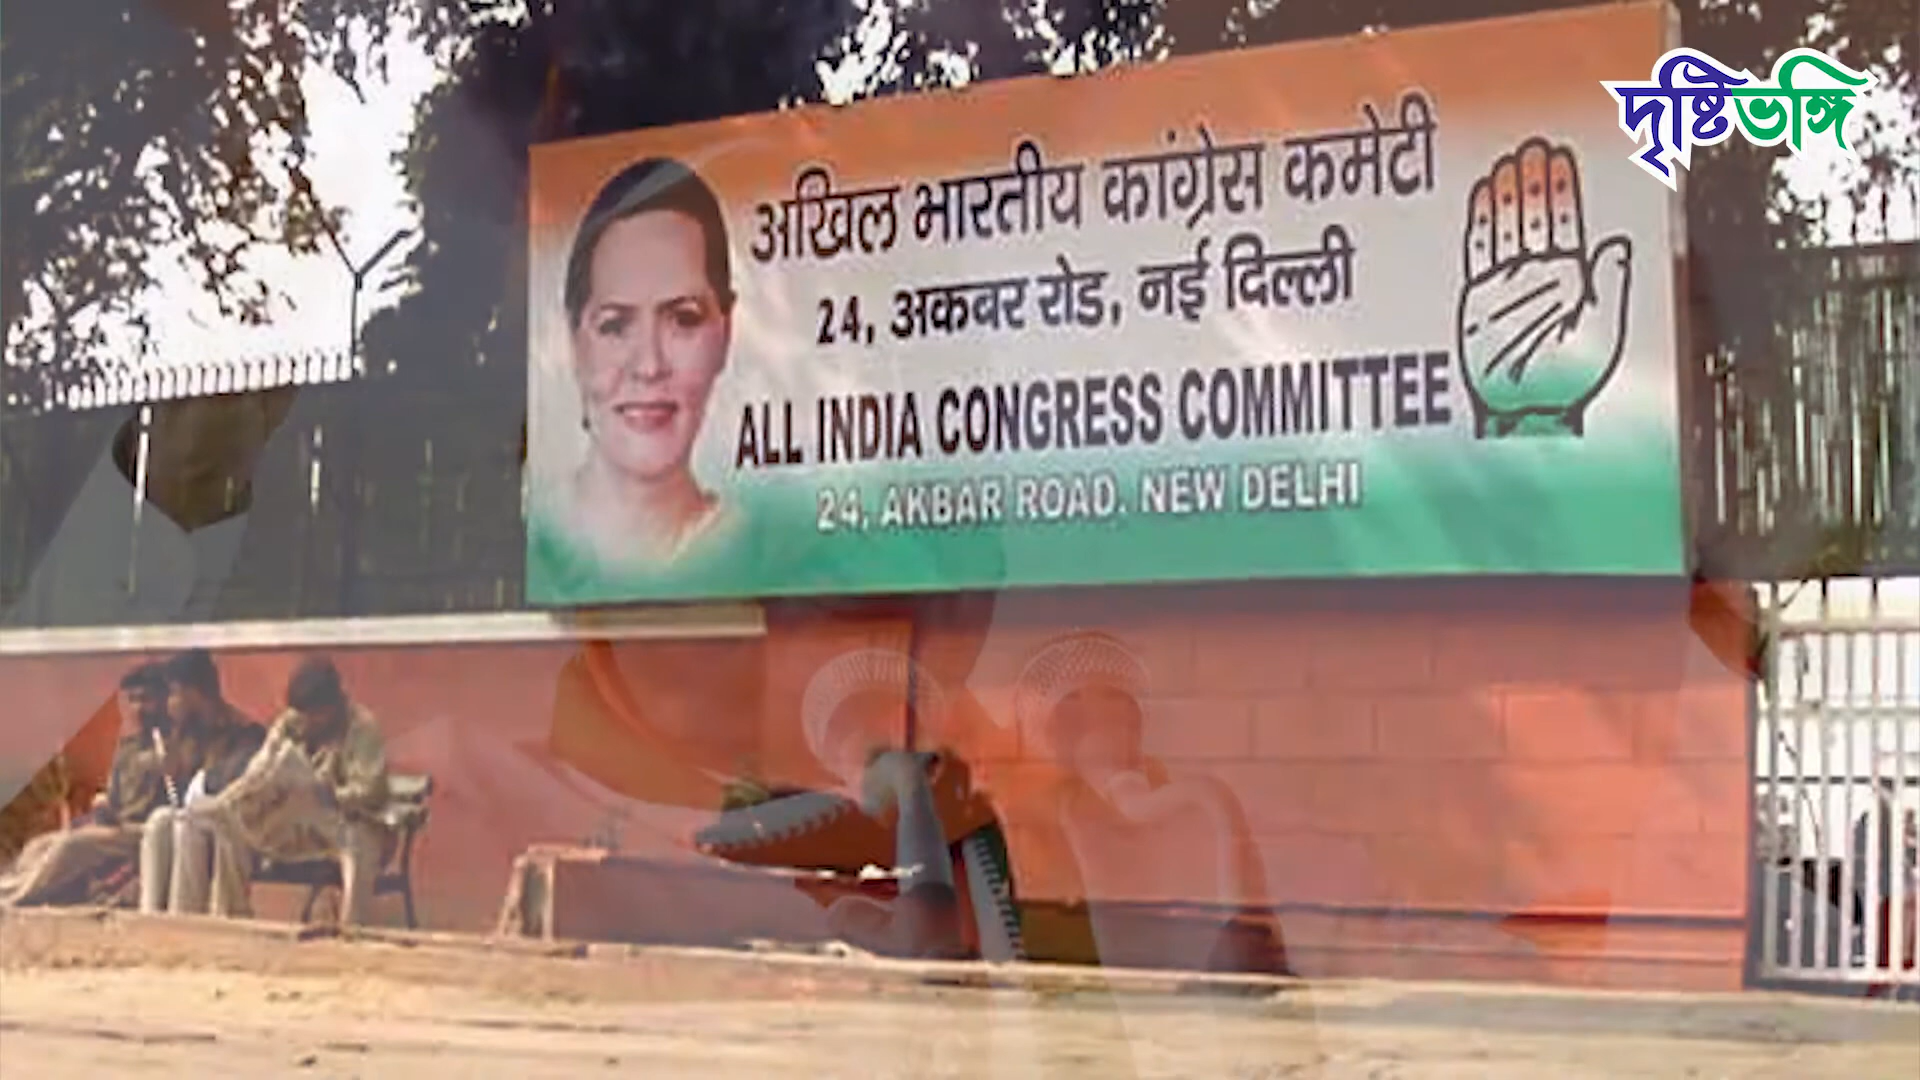 দৃষ্টিভঙ্গি
अखिल भारतीय कांग्रेस कमेटी
24, अकबर रोड, नई दिल्ली
ALL INDIA CONGRESS COMMITTEE
24, AKBAR ROAD. NEW DELHI